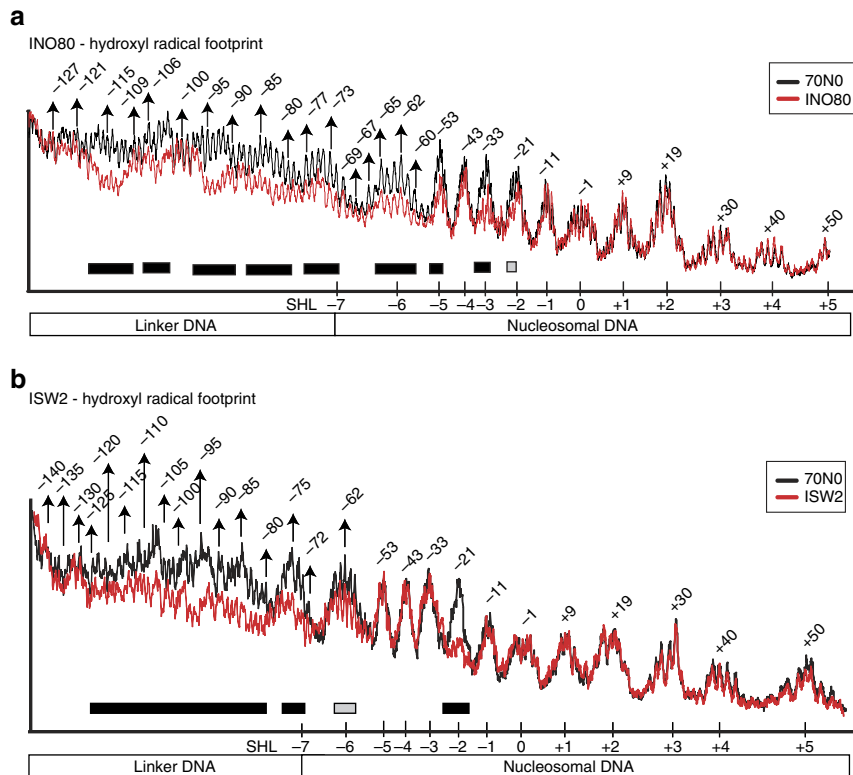 a
INO80 - hydroxyl radical footprint
70N0
INO80
−127 −121 −115 −109 −106 −100 −95 −90 −85 −80 −77 −73 −69 −67 −65 −62 −60 −53 −43 −33 −21 −11 −1 +9 +19 +30 +40 +50
SHL −7 −6 −5 −4 −3 −2 −1 0 +1 +2 +3 +4 +5
Linker DNA Nucleosomal DNA
b
ISW2 - hydroxyl radical footprint
70N0
ISW2
−140 −135 −130 −125 −120 −115 −110 −105 −100 −95 −90 −85 −80 −75 −72 −62 −53 −43 −33 −21 −11 −1 +9 +19 +30 +40 +50
SHL −7 −6 −5 −4 −3 −2 −1 0 +1 +2 +3 +4 +5
Linker DNA Nucleosomal DNA